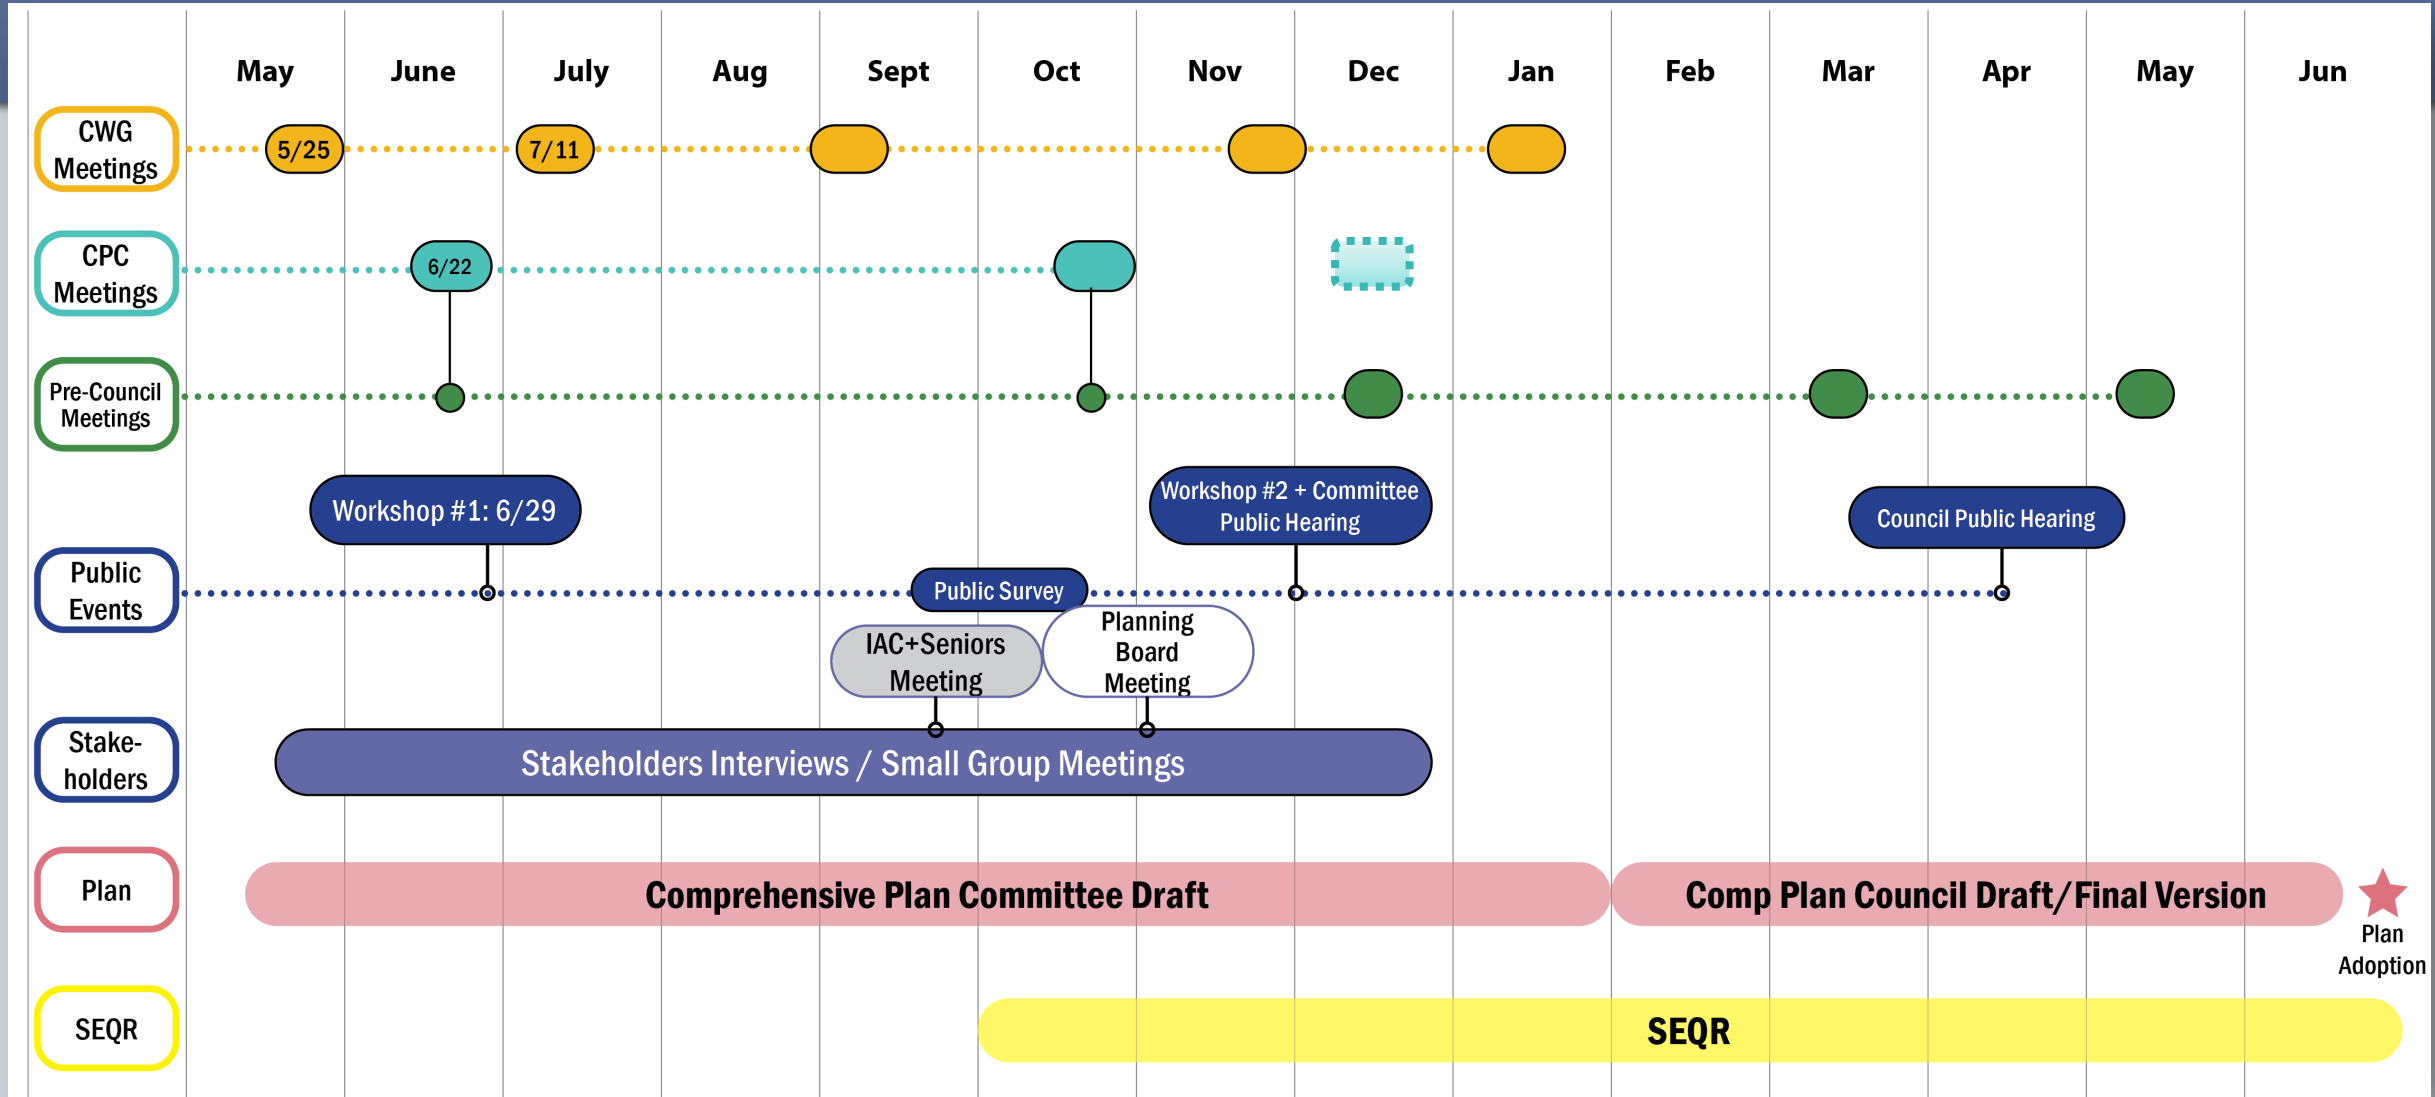 May June July Aug Sept Oct Nov Dec Jan Feb Mar Apr May Jun
CWG
Meetings
5/25
7/11
CPC
Meetings
6/22
Pre-Council
Meetings
Workshop #1: 6/29
Workshop #2 + Committee
Public Hearing
Council Public Hearing
Public
Events
Public Survey
IAC+Seniors
Meeting
Planning
Board
Meeting
Stake-
holders
Stakeholders Interviews / Small Group Meetings
Plan
Comprehensive Plan Committee Draft
Comp Plan Council Draft/Final Version
Plan
Adoption
SEQR
SEQR